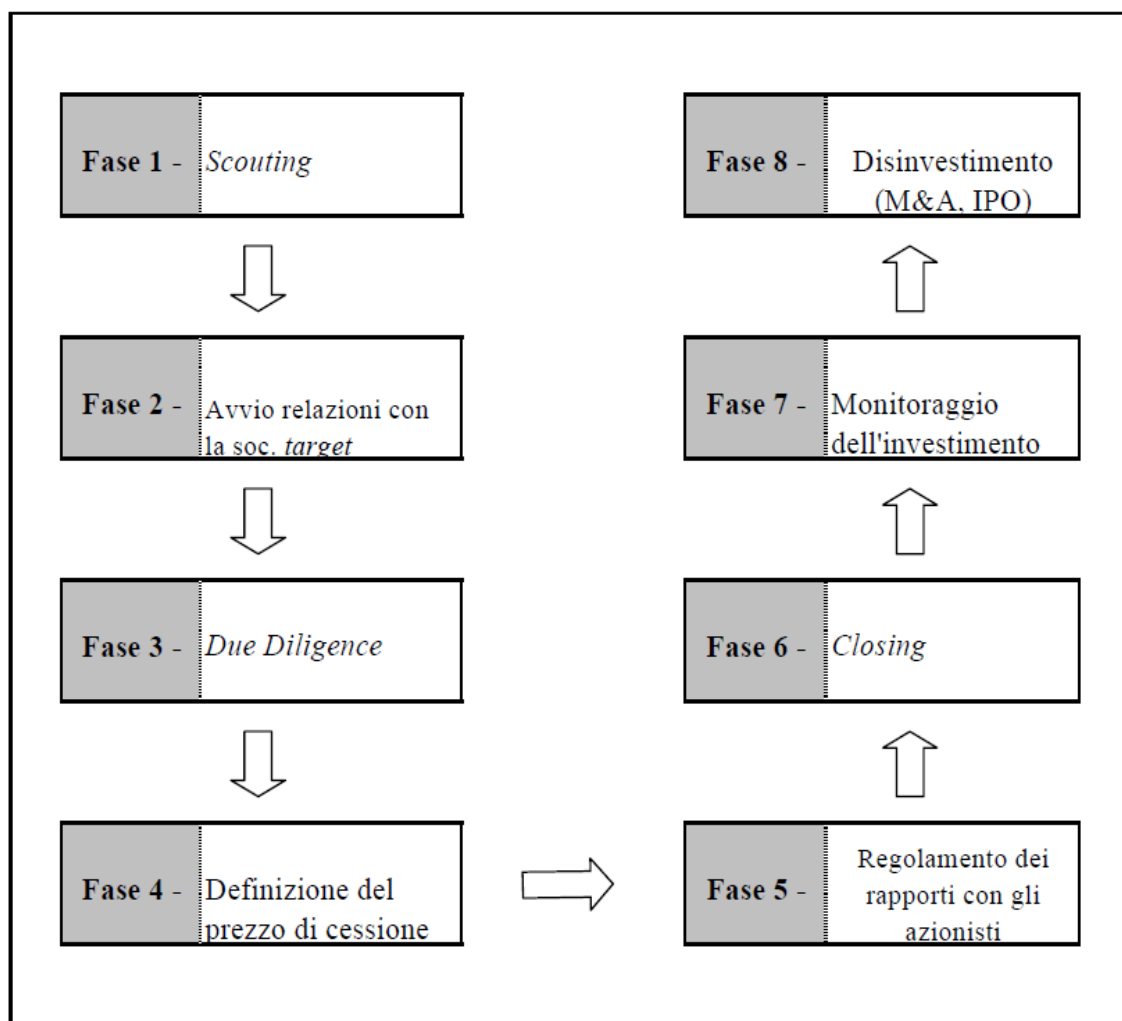 Fase 1 - Scouting
Fase 2 - Avvio relazioni con
la soc. target
Fase 3 - Due Diligence
Fase 4 - Definizione del
prezzo di cessione
Fase 5 - Regolamento dei
rapporti con gli
azionisti
Fase 6 - Closing
Fase 7 - Monitoraggio
dell'investimento
Fase 8 - Disinvestimento
(M&A, IPO)